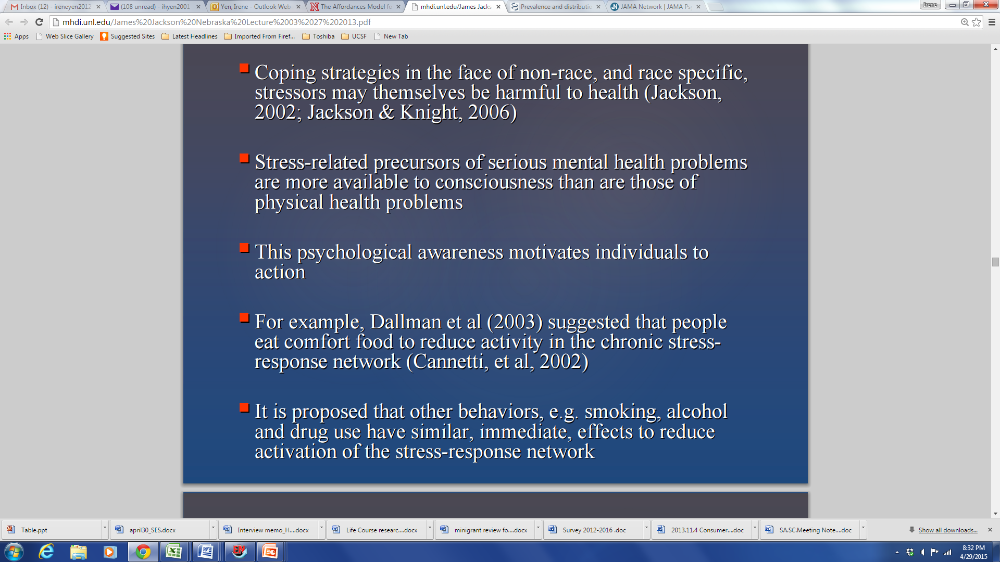 Inbox (12) - ireneyen2012
(108 unread) - ihyen2001
Yen, Irene - Outlook Web
The Affordances Model fo
mhdi.unl.edu/James Jacks
Prevalence and distributio
JAMA Network | JAMA Psy
Irene
mhdi.unl.edu/James%20Jackson%20Nebraska%20Lecture%2003%2027%202013.pdf
Apps
Web Slice Gallery
Suggested Sites
Latest Headlines
Imported From Firef...
Toshiba
UCSF
New Tab
Coping strategies in the face of non-race, and race specific,
stressors may themselves be harmful to health (Jackson,
2002; Jackson & Knight, 2006)
Stress-related precursors of serious mental health problems
are more available to consciousness than are those of
physical health problems
This psychological awareness motivates individuals to
action
For example, Dallman et al (2003) suggested that people
eat comfort food to reduce activity in the chronic stress-
response network (Cannetti, et al, 2002)
It is proposed that other behaviors, e.g. smoking, alcohol
and drug use have similar, immediate, effects to reduce
activation of the stress-response network
Table.ppt
april30_SES.docx
Interview memo_H....docx
Life Course researc....docx
minigrant review fo....docx
Survey 2012-2016 .doc
2013.11.4 Consumer....doc
SA.SC.Meeting Note....doc
Show all downloads...
8:32 PM
4/29/2015